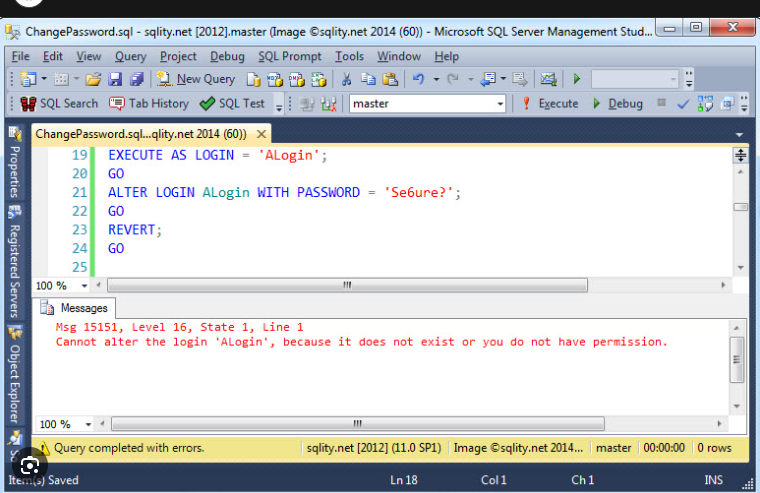 ChangePassword.sql - sqlity.net [2012].master (Image ©sqlity.net 2014 (60)) - Microsoft SQL Server Management Stud...
File Edit View Query Project Debug SQL Prompt Tools Window Help
New Query
SQL Search Tab History SQL Test master Execute Debug
ChangePassword.sql...qlity.net 2014 (60))
Properties
Registered Servers
Object Explorer
19 EXECUTE AS LOGIN = 'ALogin';
20 GO
21 ALTER LOGIN ALogin WITH PASSWORD = 'Se6ure?';
22 GO
23 REVERT;
24 GO
25
100 %
Messages
Msg 15151, Level 16, State 1, Line 1
Cannot alter the login 'ALogin', because it does not exist or you do not have permission.
100 %
Query completed with errors. sqlity.net [2012] (11.0 SP1) Image ©sqlity.net 2014... master 00:00:00 0 rows
Item(s) Saved Ln 18 Col 1 Ch 1 INS